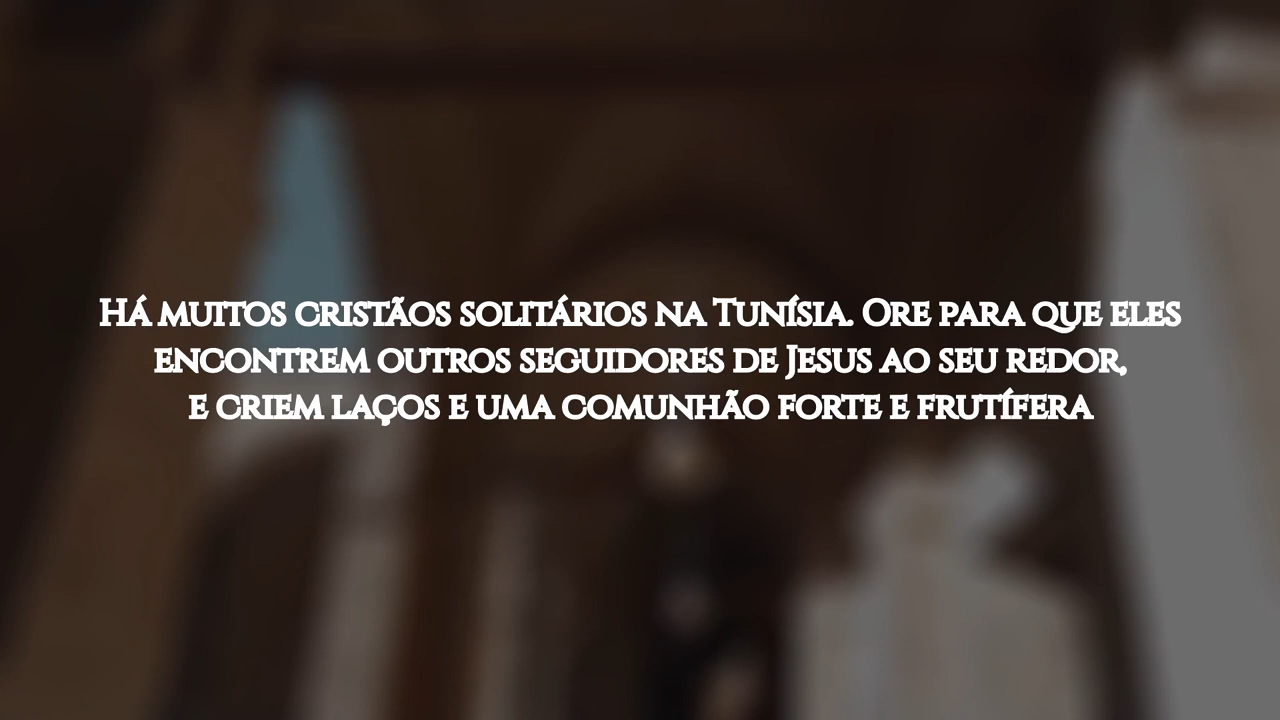 Há muitos cristãos solitários na Tunísia. Ore para que eles
encontrem outros seguidores de Jesus ao seu redor,
e criem laços e uma comunhão forte e frutífera